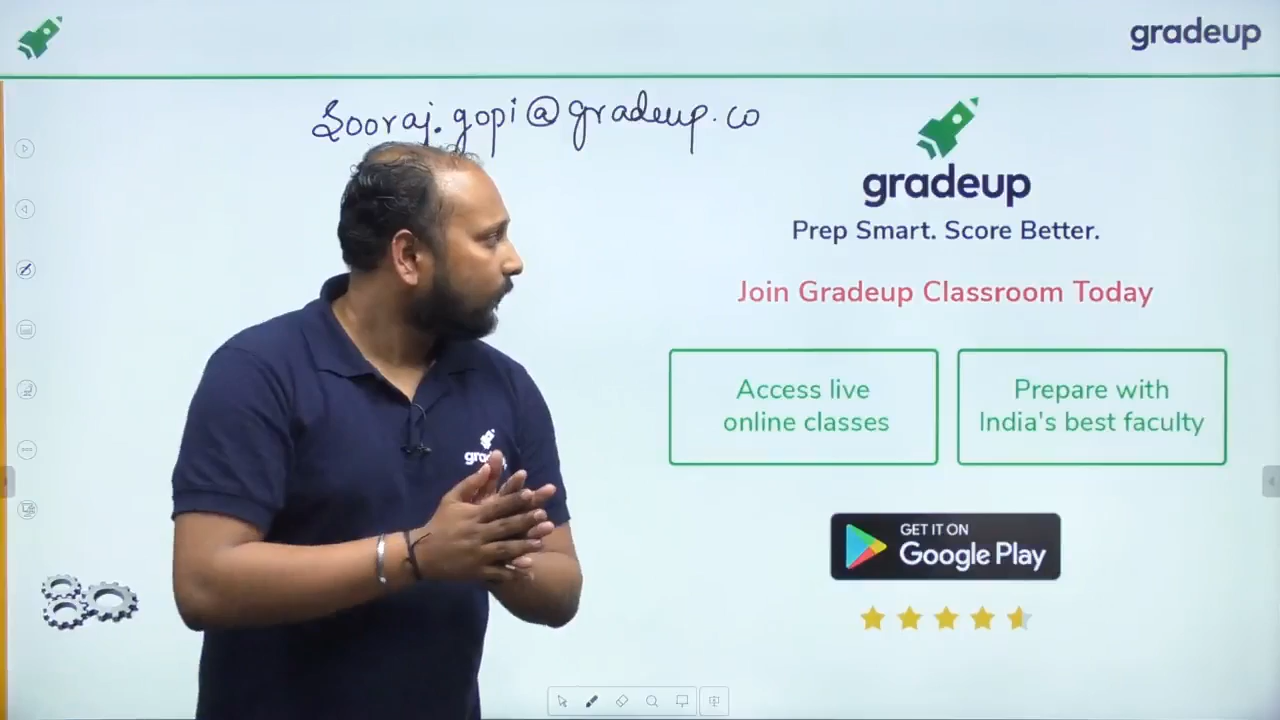 gradeup
Sooraj.gopi@gradeup.co
gradeup
Prep Smart. Score Better.
Join Gradeup Classroom Today
Access live
online classes
Prepare with
India's best faculty
GET IT ON
Google Play